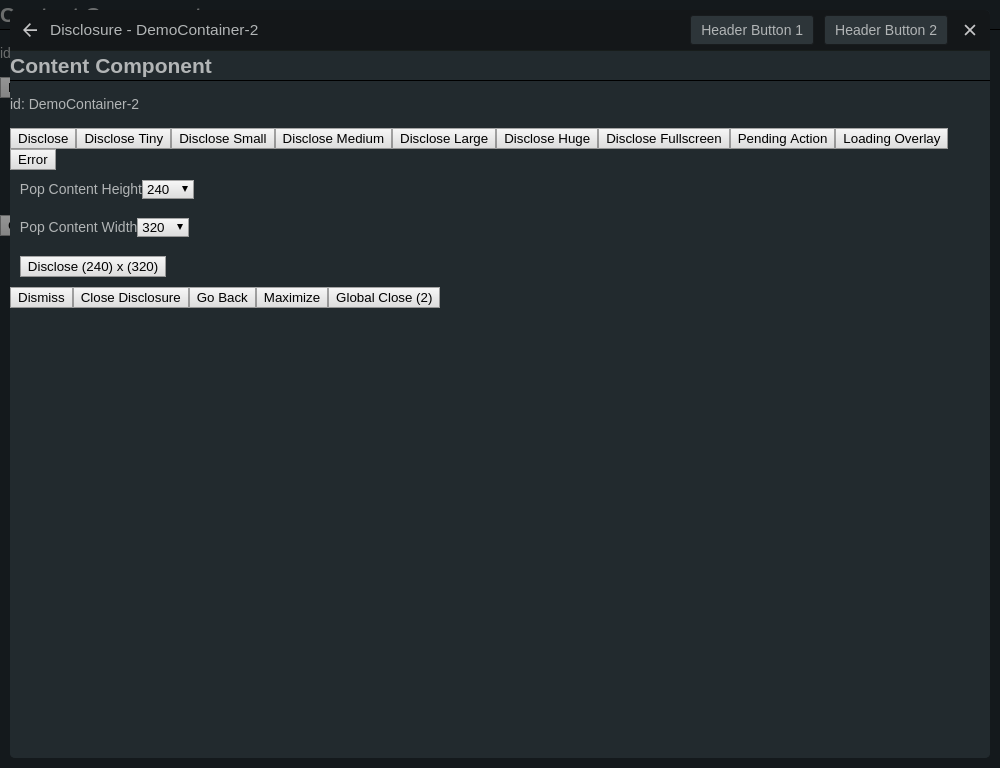 Disclosure - DemoContainer-2 Header Button 1 Header Button 2
Content Component
id: DemoContainer-2
Disclose Disclose Tiny Disclose Small Disclose Medium Disclose Large Disclose Huge Disclose Fullscreen Pending Action Loading Overlay
Error
Pop Content Height 240
Pop Content Width 320
Disclose (240) x (320)
Dismiss Close Disclosure Go Back Maximize Global Close (2)
id